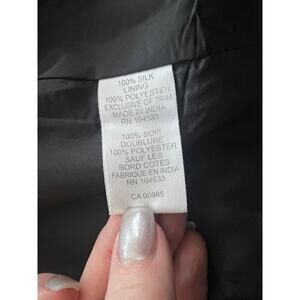 100% SILK
LINING
100% POLYESTER
EXCLUSIVE OF TRIM
MADE IN INDIA
RN 104533
100% SOIE
DOUBLURE
100% POLYESTER
SAUF LES
BORD COTES
FABRIQUE EN INDIA
RN 104533
CA 00985